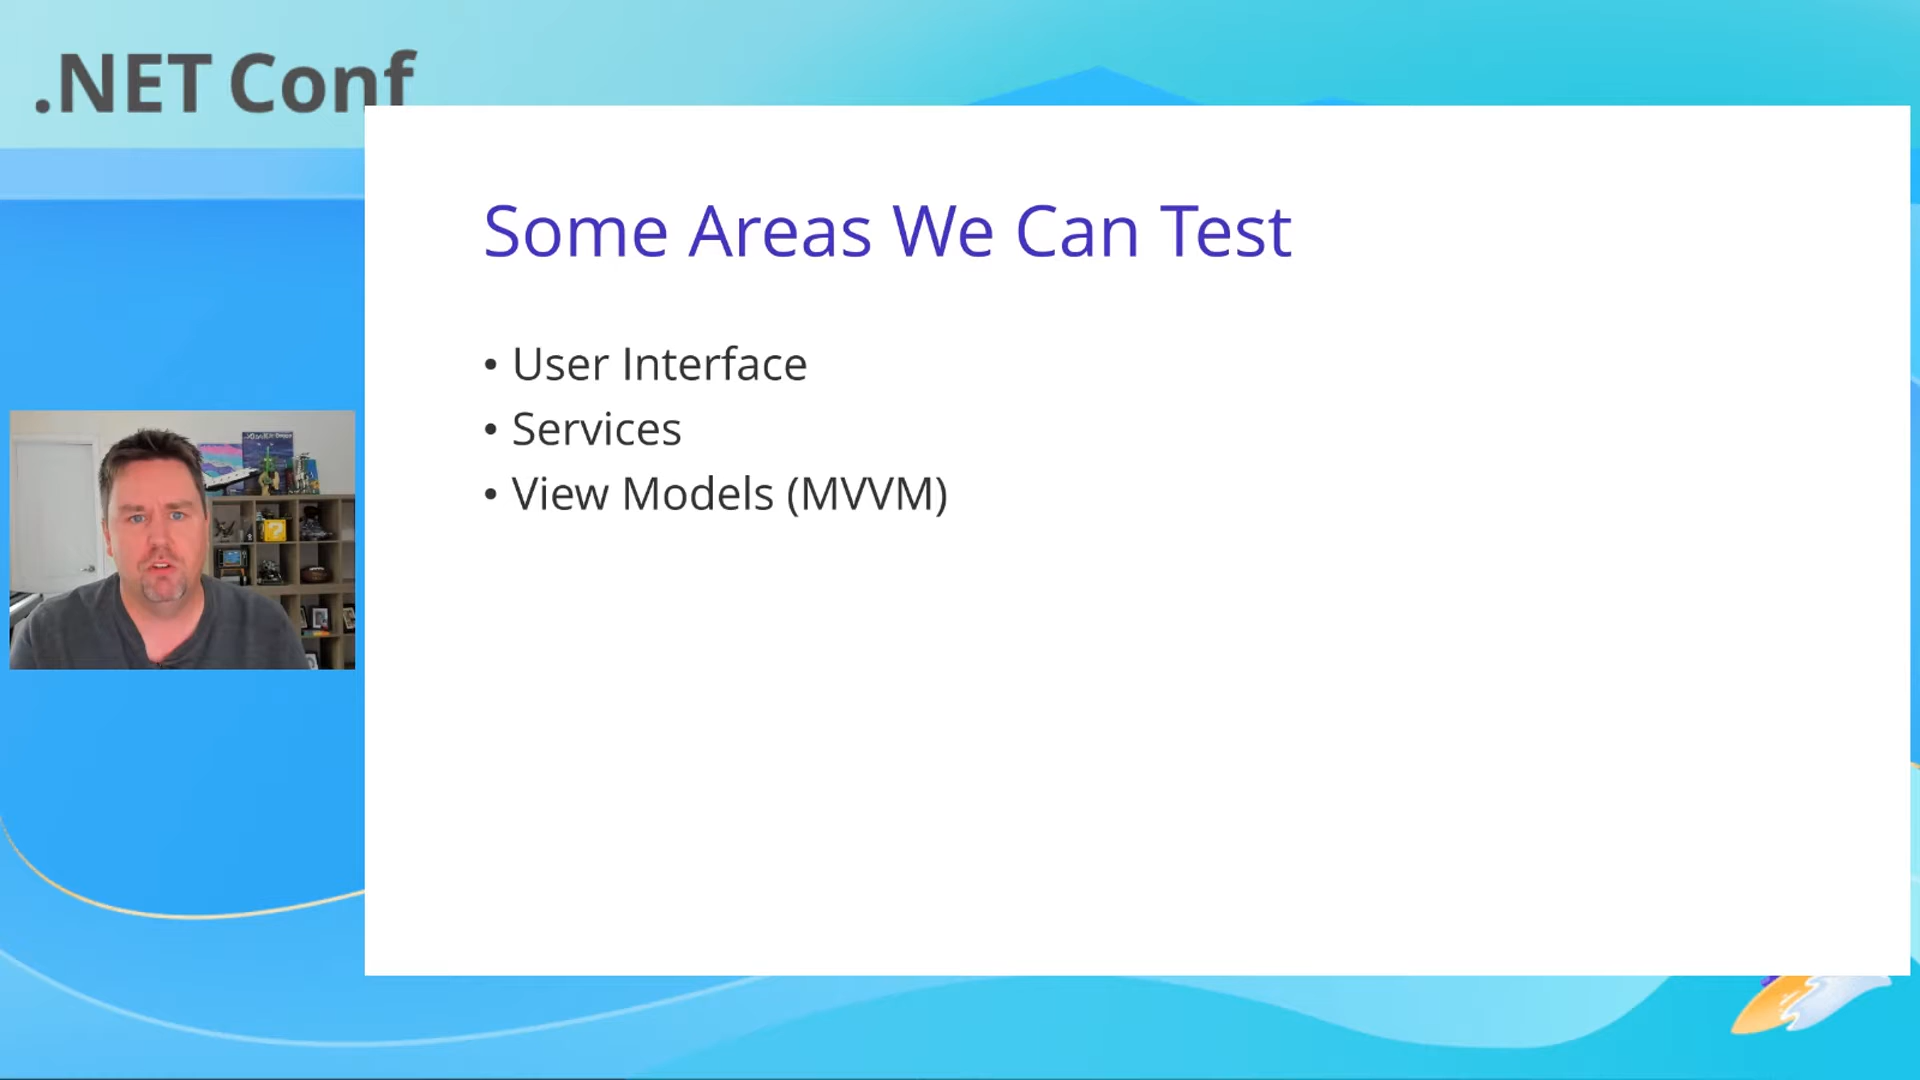 .NET Conf
Some Areas We Can Test
• User Interface
• Services
• View Models (MVVM)